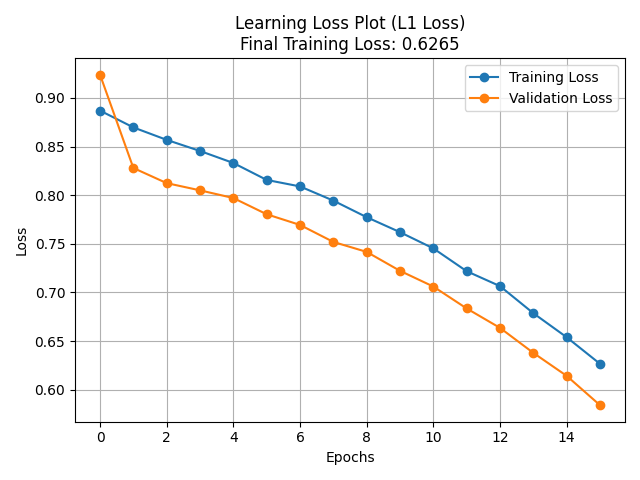 Learning Loss Plot (L1 Loss)
Final Training Loss: 0.6265
Training Loss
Validation Loss
Loss
0.90
0.85
0.80
0.75
0.70
0.65
0.60
0 2 4 6 8 10 12 14
Epochs